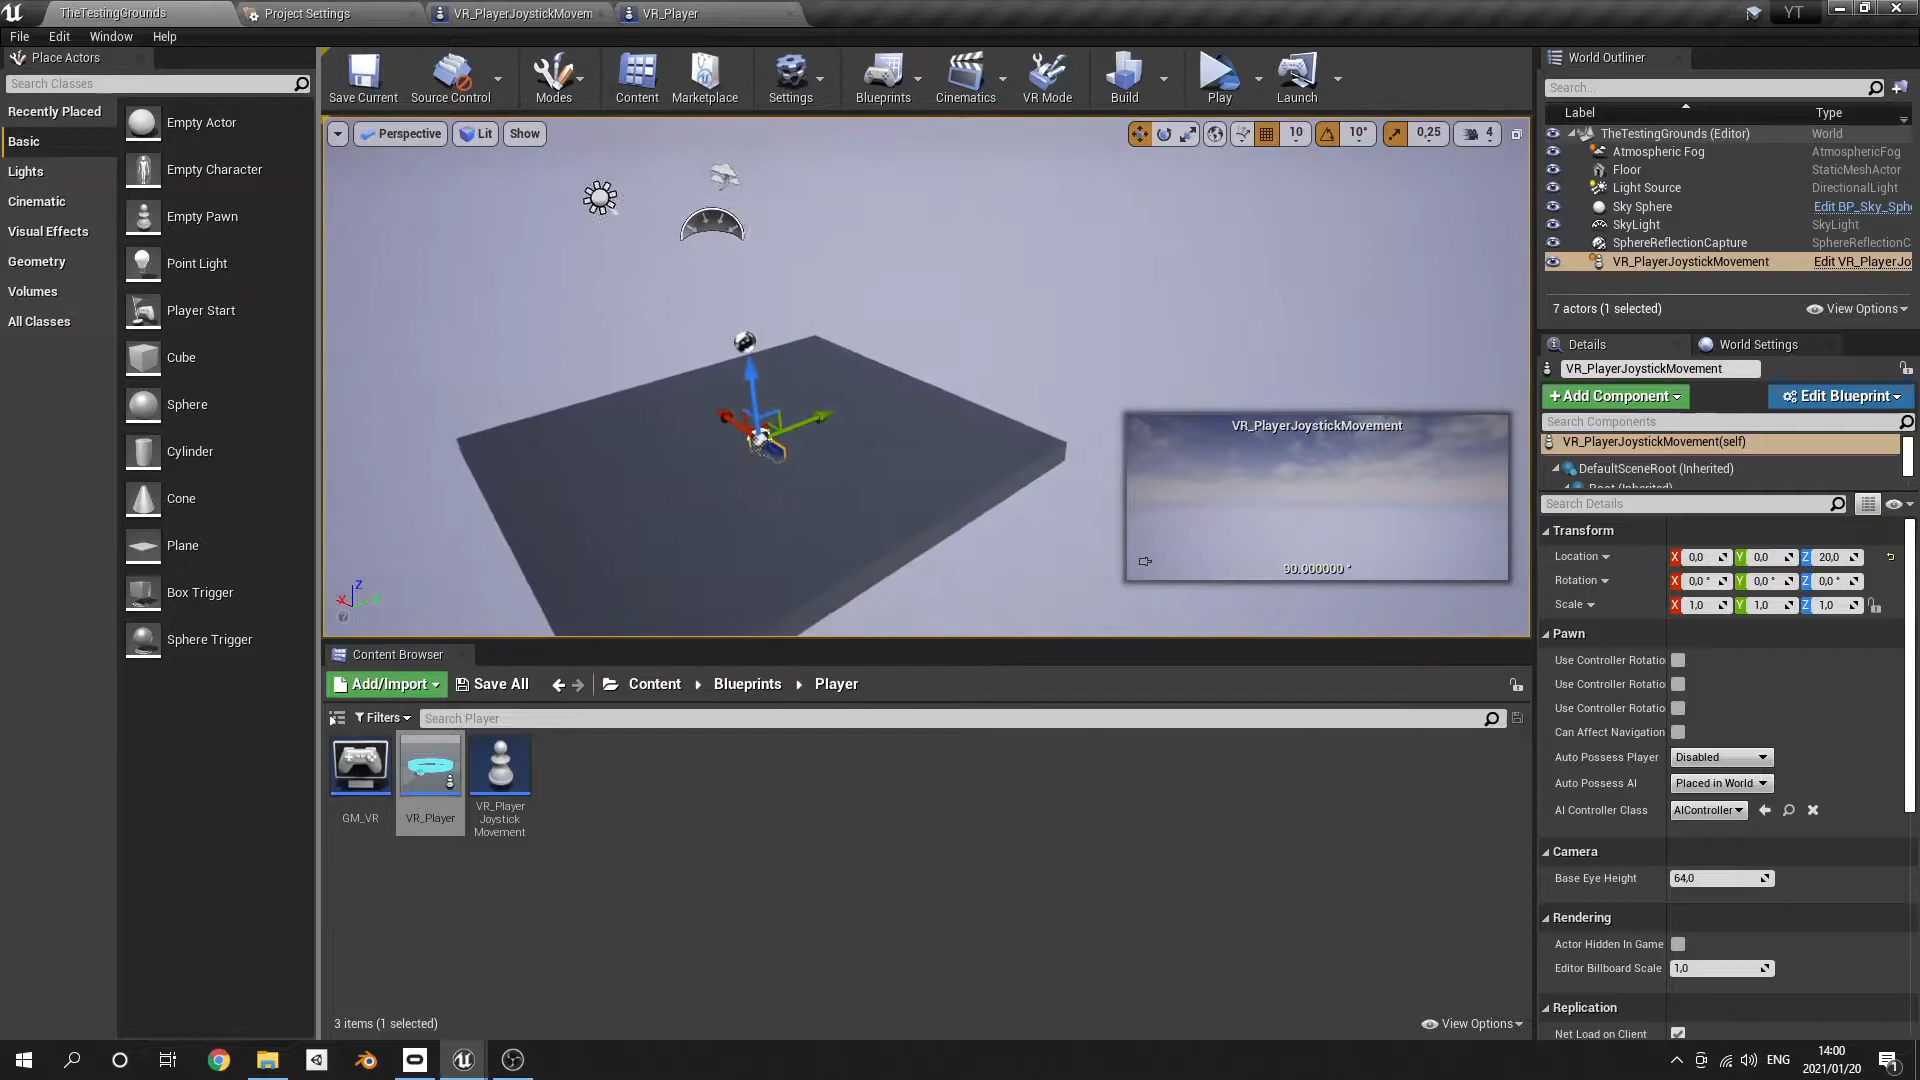 TheTestingGrounds
Project Settings
VR_PlayerJoystickMovem
VR_Player
YT
File
Edit
Window
Help
Place Actors
Search Classes
Recently Placed
Basic
Lights
Cinematic
Visual Effects
Geometry
Volumes
All Classes
Empty Actor
Empty Character
Empty Pawn
Point Light
Player Start
Cube
Sphere
Cylinder
Cone
Plane
Box Trigger
Sphere Trigger
Save Current
Source Control
Modes
Content
Marketplace
Settings
Blueprints
Cinematics
VR Mode
Build
Play
Launch
Perspective
Lit
Show
10
10°
0,25
4
VR_PlayerJoystickMovement
90.000000 °
Z
X
Y
Content Browser
Add/Import
Save All
Content
Blueprints
Player
Filters
Search Player
GM_VR
VR_Player
VR_Player
Joystick
Movement
3 items (1 selected)
View Options
World Outliner
Search...
Label
Type
TheTestingGrounds (Editor)
World
Atmospheric Fog
AtmosphericFog
Floor
StaticMeshActor
Light Source
DirectionalLight
Sky Sphere
Edit BP_Sky_Sph
SkyLight
SkyLight
SphereReflectionCapture
SphereReflectionC
VR_PlayerJoystickMovement
Edit VR_PlayerJo
7 actors (1 selected)
View Options
Details
World Settings
VR_PlayerJoystickMovement
+Add Component
Edit Blueprint
Search Components
VR_PlayerJoystickMovement(self)
DefaultSceneRoot (Inherited)
Root (Inherited)
Search Details
Transform
Location
X 0,0
Y 0,0
Z 20,0
Rotation
X 0,0 °
Y 0,0 °
Z 0,0 °
Scale
X 1,0
Y 1,0
Z 1,0
Pawn
Use Controller Rotatio
Use Controller Rotatio
Use Controller Rotatio
Can Affect Navigation
Auto Possess Player
Disabled
Auto Possess AI
Placed in World
AI Controller Class
AIController
Camera
Base Eye Height
64,0
Rendering
Actor Hidden In Game
Editor Billboard Scale
1,0
Replication
Net Load on Client
ENG
14:00
2021/01/20
1